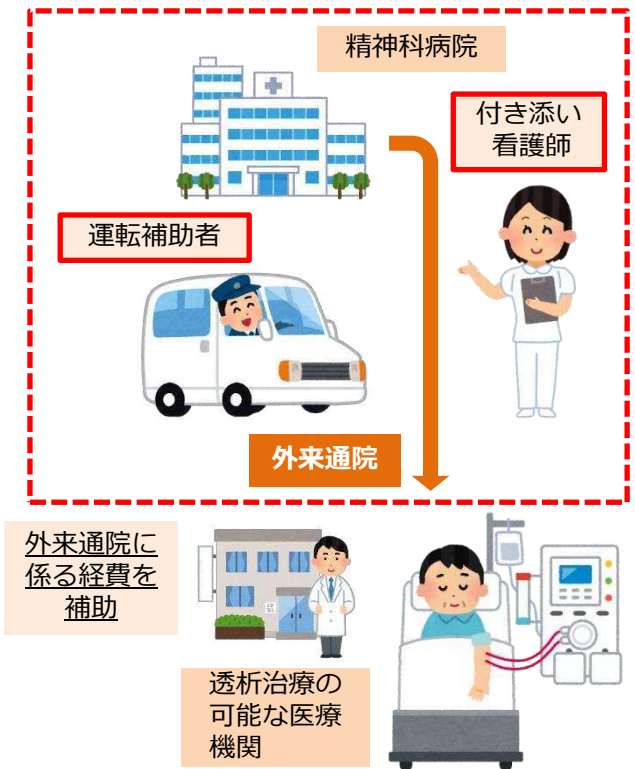 精神科病院
付き添い
看護師
運転補助者
外来通院
外来通院に
係る経費を
補助
透析治療の
可能な医療
機関